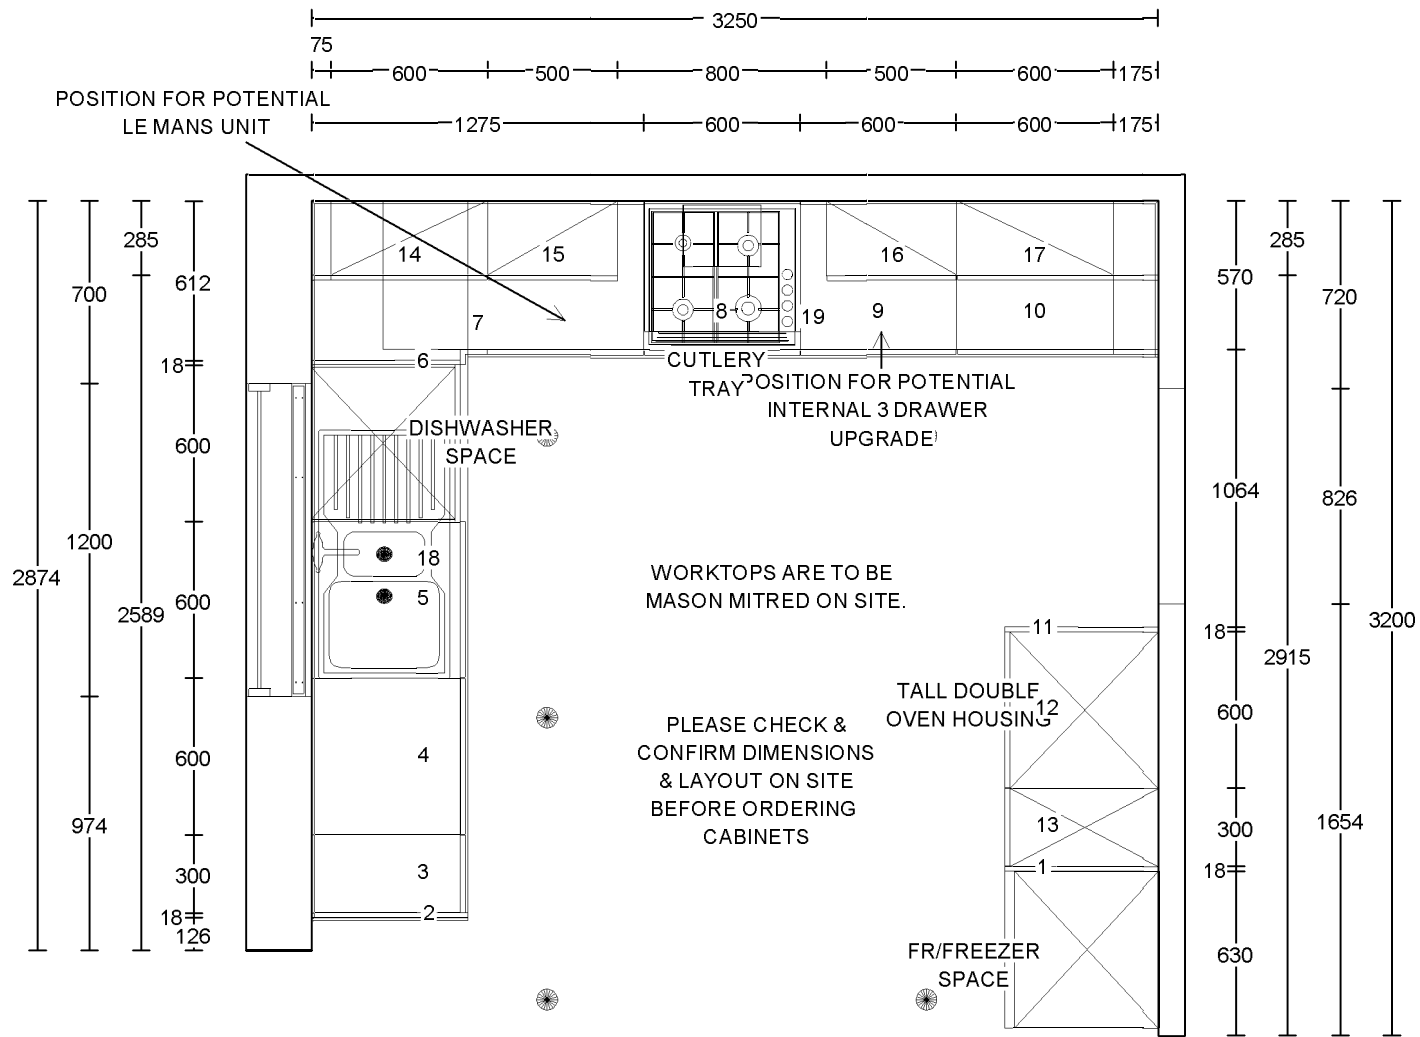 3250
75
600
500
800
500
600
175
POSITION FOR POTENTIAL
LE MANS UNIT
1275
600
600
600
175
285
612
700
18
600
1200
2874
2589
600
600
974
300
18
126
14
15
16
17
7
8
19
9
10
6
CUTLERY
TRAY
POSITION FOR POTENTIAL
INTERNAL 3 DRAWER
UPGRADE
DISHWASHER
SPACE
18
5
WORKTOPS ARE TO BE
MASON MITRED ON SITE.
4
3
2
PLEASE CHECK &
CONFIRM DIMENSIONS
& LAYOUT ON SITE
BEFORE ORDERING
CABINETS
11
TALL DOUBLE
OVEN HOUSING
12
13
1
FR/FREEZER
SPACE
285
570
720
1064
826
18
3200
2915
600
1654
300
18
630